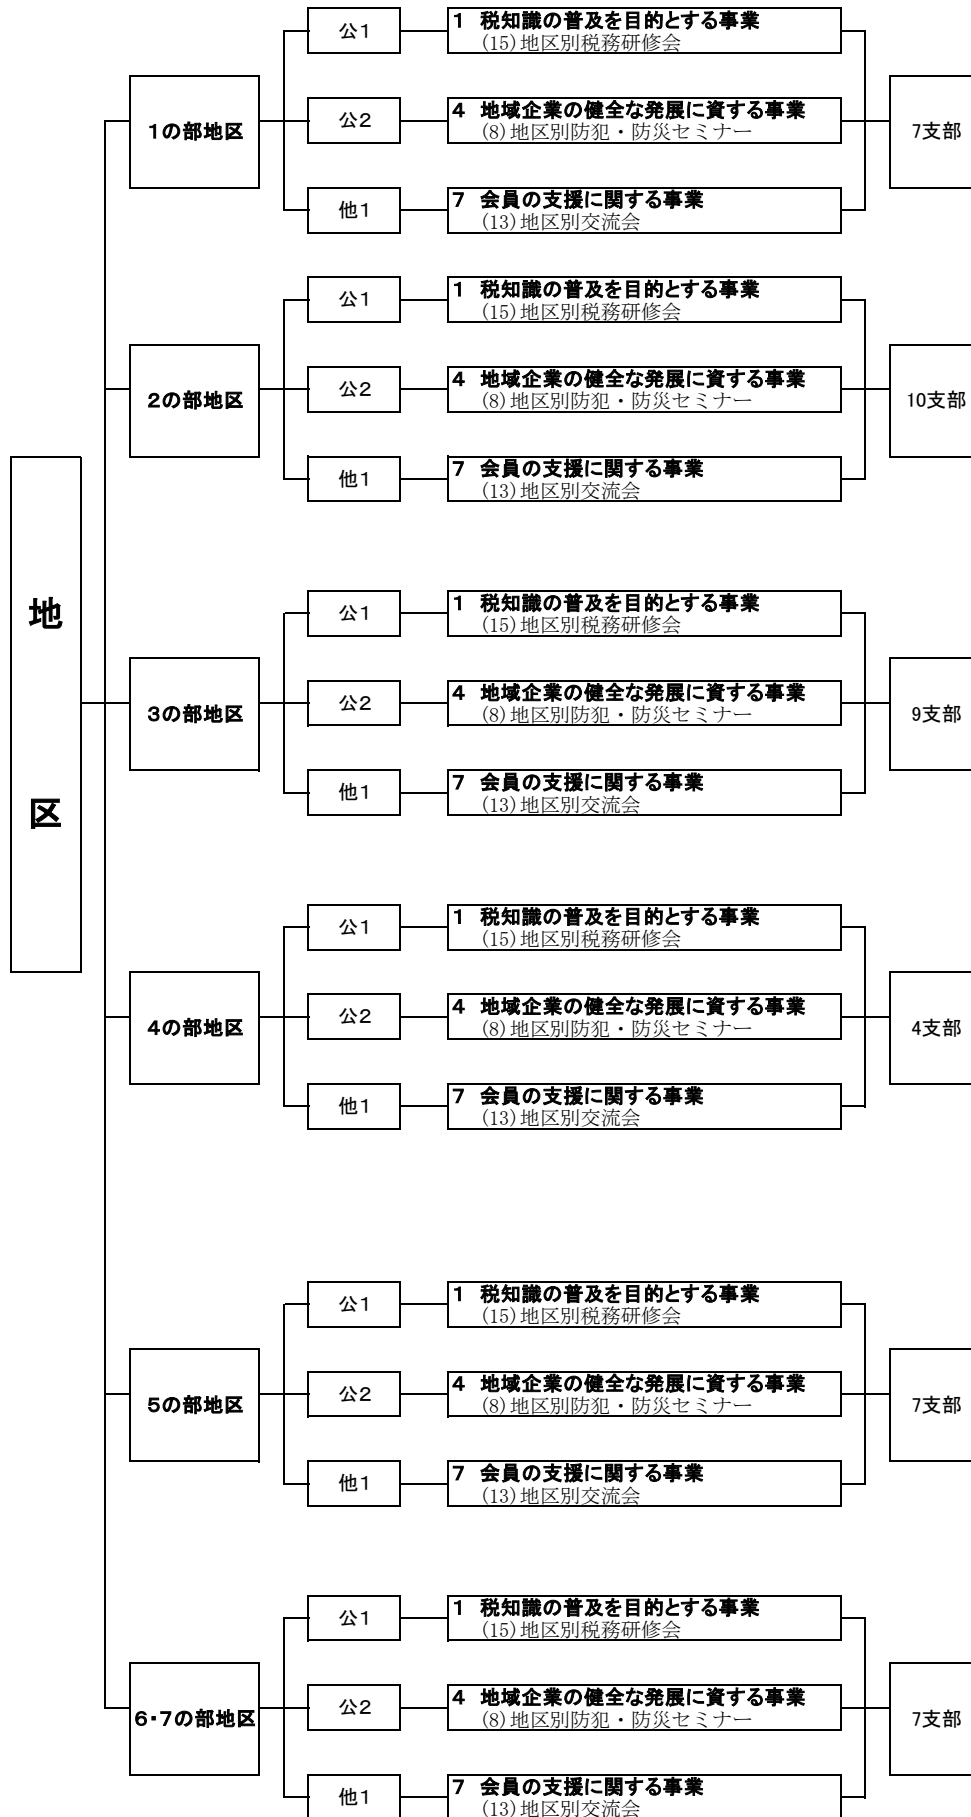 地
区
1の部地区
公1
1 税知識の普及を目的とする事業
(15)地区別税務研修会
公2
4 地域企業の健全な発展に資する事業
(8)地区別防犯・防災セミナー
他1
7 会員の支援に関する事業
(13)地区別交流会
7支部
2の部地区
公1
1 税知識の普及を目的とする事業
(15)地区別税務研修会
公2
4 地域企業の健全な発展に資する事業
(8)地区別防犯・防災セミナー
他1
7 会員の支援に関する事業
(13)地区別交流会
10支部
3の部地区
公1
1 税知識の普及を目的とする事業
(15)地区別税務研修会
公2
4 地域企業の健全な発展に資する事業
(8)地区別防犯・防災セミナー
他1
7 会員の支援に関する事業
(13)地区別交流会
9支部
4の部地区
公1
1 税知識の普及を目的とする事業
(15)地区別税務研修会
公2
4 地域企業の健全な発展に資する事業
(8)地区別防犯・防災セミナー
他1
7 会員の支援に関する事業
(13)地区別交流会
4支部
5の部地区
公1
1 税知識の普及を目的とする事業
(15)地区別税務研修会
公2
4 地域企業の健全な発展に資する事業
(8)地区別防犯・防災セミナー
他1
7 会員の支援に関する事業
(13)地区別交流会
7支部
6・7の部地区
公1
1 税知識の普及を目的とする事業
(15)地区別税務研修会
公2
4 地域企業の健全な発展に資する事業
(8)地区別防犯・防災セミナー
他1
7 会員の支援に関する事業
(13)地区別交流会
7支部